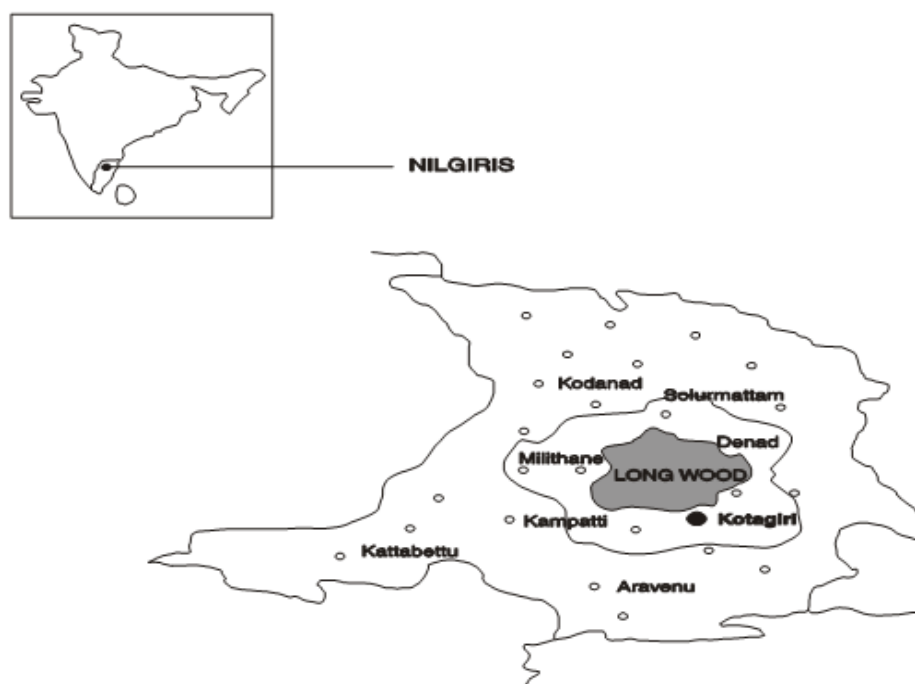 NILGIRIS
Kodanad
Solurmattam
Denad
Milithane
LONG WOOD
Kampatti
Kotagiri
Kattabettu
Aravenu